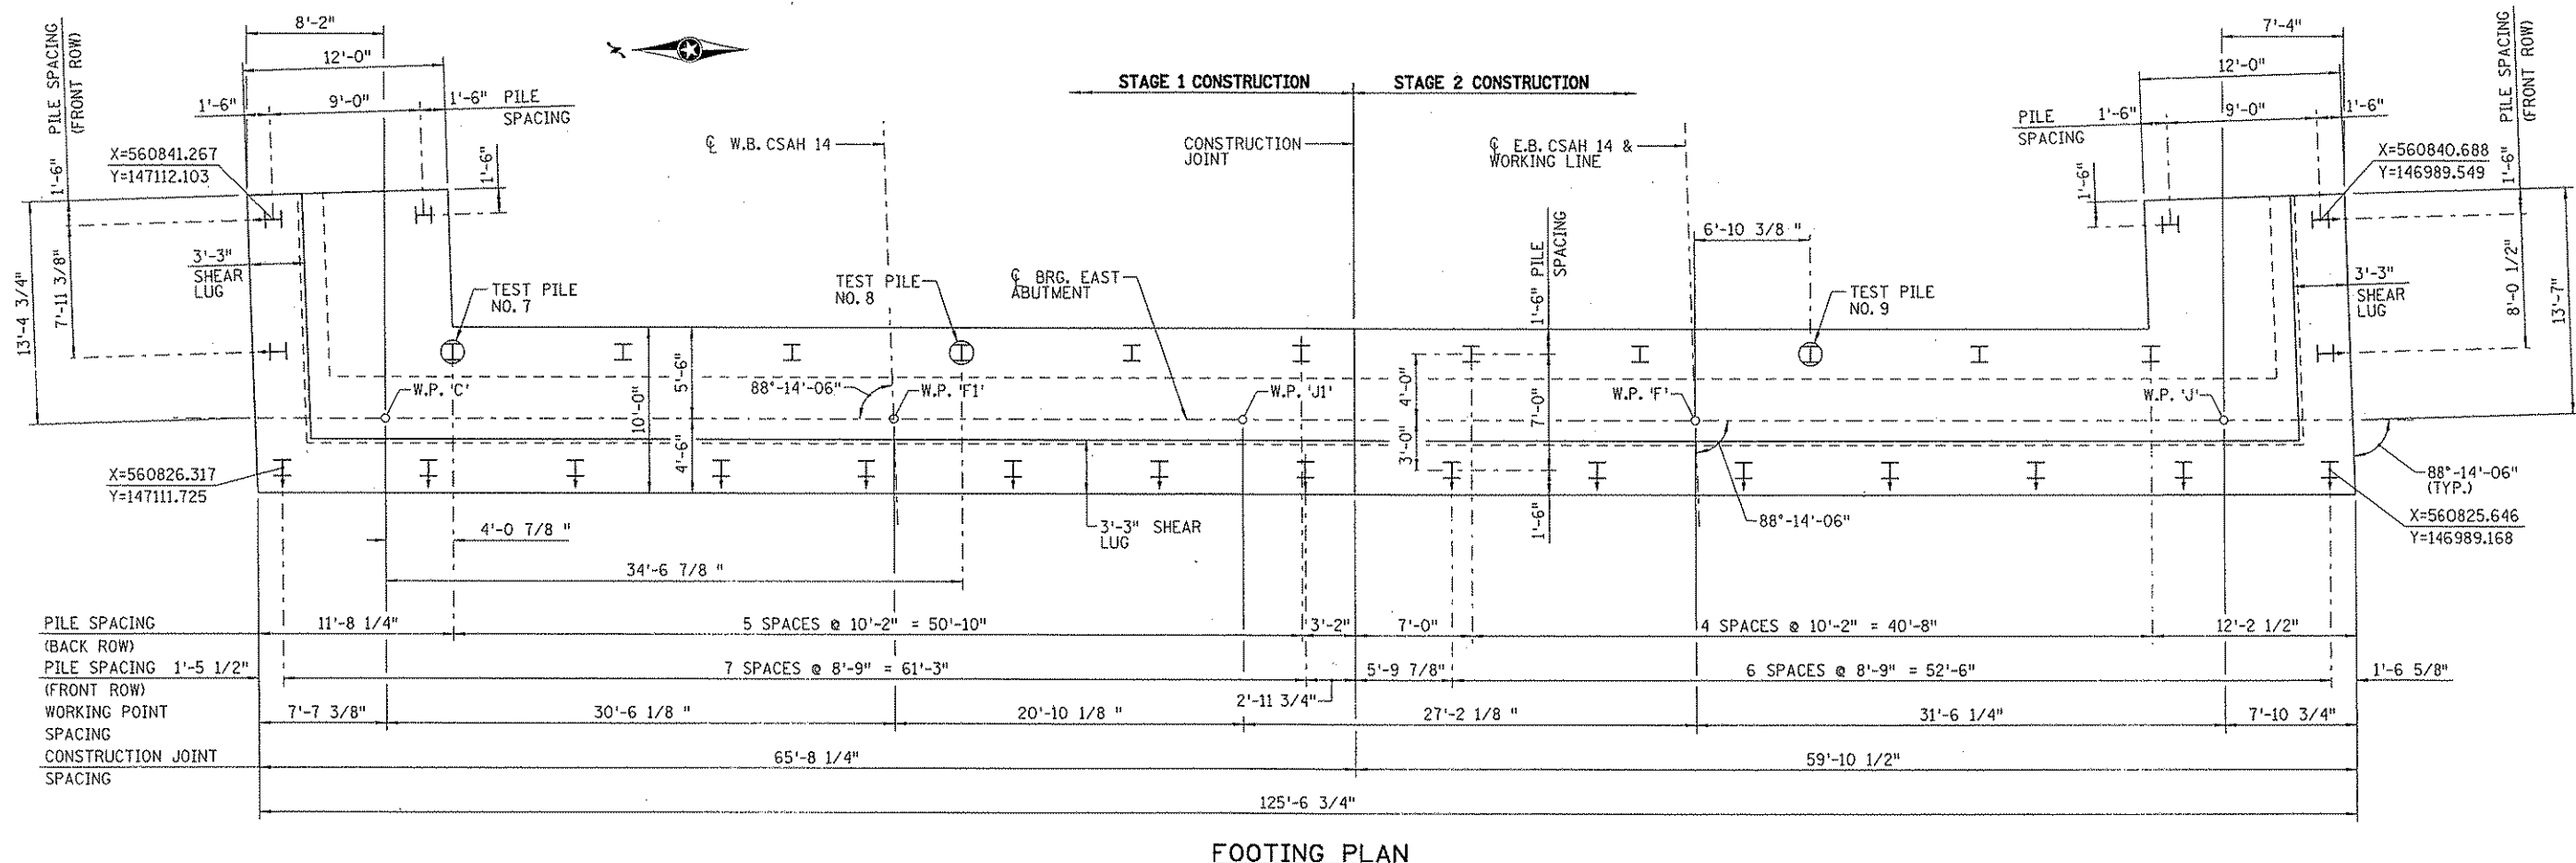 8'-2"
12'-0"
1'-6"
9'-0"
1'-6" PILE
SPACING
1'-6" PILE SPACING
(FRONT ROW)
X=560841.267
Y=147112.103
1'-6"
13'-4 3/4"
7'-11 3/8"
3'-3"
SHEAR
LUG
TEST PILE
NO. 7
W.P. 'C'
X=560826.317
Y=147111.725
STAGE 1 CONSTRUCTION
STAGE 2 CONSTRUCTION
℄ W.B. CSAH 14
CONSTRUCTION
JOINT
℄ E.B. CSAH 14 &
WORKING LINE
TEST PILE
NO. 8
℄ BRG. EAST
ABUTMENT
10'-0"
5'-6"
4'-6"
88°-14'-06"
W.P. 'F1'
W.P. 'J1'
1'-6" PILE
SPACING
4'-0"
7'-0"
3'-0"
1'-6"
6'-10 3/8 "
TEST PILE
NO. 9
W.P. 'F'
W.P. 'J'
88°-14'-06"
3'-3" SHEAR
LUG
7'-4"
12'-0"
PILE
SPACING
1'-6"
9'-0"
1'-6"
1'-6"
1'-6" PILE SPACING
(FRONT ROW)
X=560840.688
Y=146989.549
3'-3"
SHEAR
LUG
8'-0 1/2"
13'-7"
88°-14'-06"
(TYP.)
X=560825.646
Y=146989.168
4'-0 7/8 "
34'-6 7/8 "
PILE SPACING
(BACK ROW)
11'-8 1/4"
5 SPACES @ 10'-2" = 50'-10"
3'-2"
7'-0"
4 SPACES @ 10'-2" = 40'-8"
12'-2 1/2"
PILE SPACING
(FRONT ROW)
1'-5 1/2"
7 SPACES @ 8'-9" = 61'-3"
2'-11 3/4"
5'-9 7/8"
6 SPACES @ 8'-9" = 52'-6"
1'-6 5/8"
WORKING POINT
SPACING
7'-7 3/8"
30'-6 1/8 "
20'-10 1/8 "
27'-2 1/8 "
31'-6 1/4"
7'-10 3/4"
CONSTRUCTION JOINT
SPACING
65'-8 1/4"
59'-10 1/2"
125'-6 3/4"
FOOTING PLAN